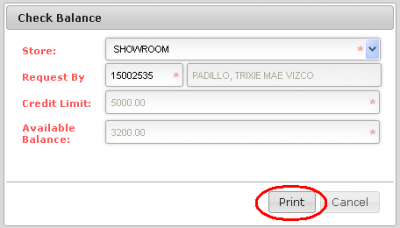 Check Balance
Store: SHOWROOM *
Request By 15002535 * PADILLO, TRIXIE MAE VIZCO
Credit Limit: 5000.00 *
Available
Balance: 3200.00 *
Print Cancel